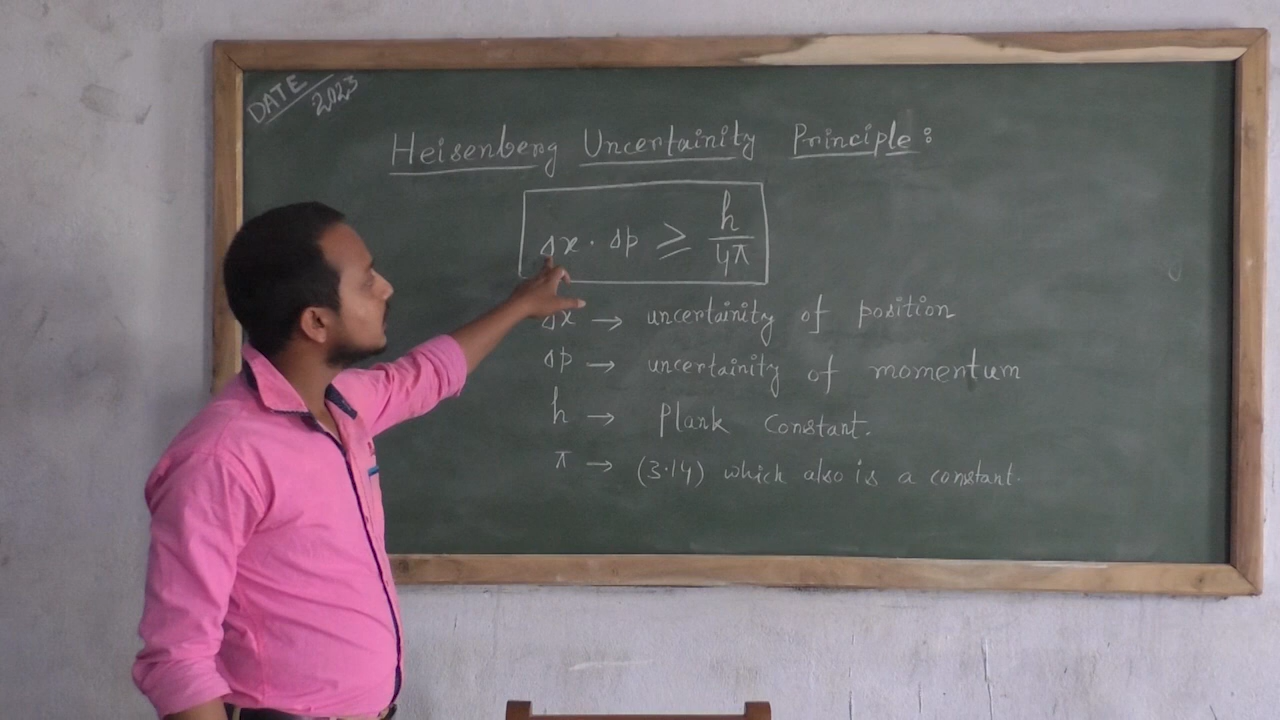 DATE
2023
Heisenberg Uncertainity Principle:
Δx · Δp ≥ h/4π
Δx → uncertainity of position
Δp → uncertainity of momentum
h → Plank Constant.
π → (3.14) which also is a constant.